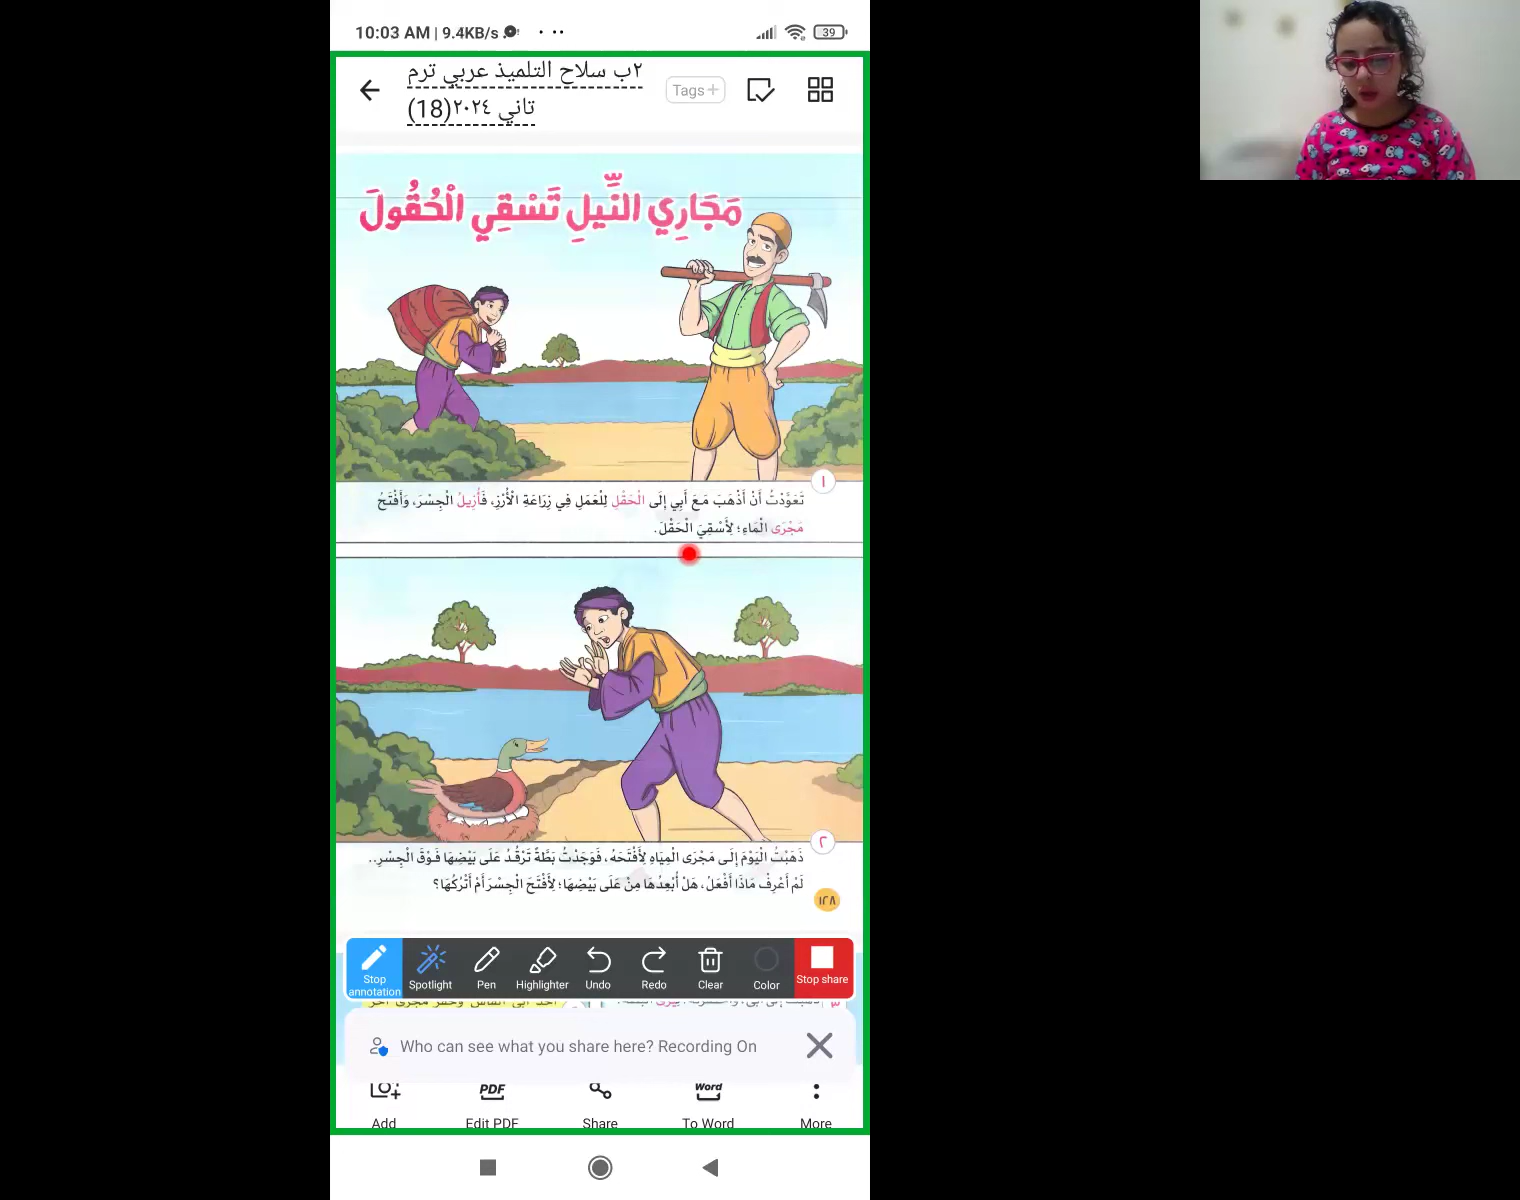 10:03 AM | 9.4KB/s
39
٢ب سلاح التلميذ عربي ترم
تاني ٢٠٢٤(18)
Tags+
مَجَارِي النِّيلِ تَسْقِي الْحُقُولَ
١
تَعَوَّدْتُ أَنْ أَذْهَبَ مَعَ أَبِي إِلَى الْحَقْلِ لِلْعَمَلِ فِي زِرَاعَةِ الْأُرْزِ، فَأُزِيلُ الْجِسْرَ، وَأَفْتَحُ
مَجْرَى الْمَاءِ؛ لِأَسْقِيَ الْحَقْلَ.
٢
ذَهَبْتُ الْيَوْمَ إِلَى مَجْرَى الْمِيَاهِ لِأَفْتَحَهُ، فَوَجَدْتُ بَطَّةً تَرْقُدُ عَلَى بَيْضِهَا فَوْقَ الْجِسْرِ..
لَمْ أَعْرِفْ مَاذَا أَفْعَلُ، هَلْ أُبْعِدُهَا مِنْ عَلَى بَيْضِهَا؛ لِأَفْتَحَ الْجِسْرَ أَمْ أَتْرُكُهَا؟
١٢٨
Stop annotation
Spotlight
Pen
Highlighter
Undo
Redo
Clear
Color
Stop share
Who can see what you share here? Recording On
PDF
Word
Add
Edit PDF
Share
To Word
More